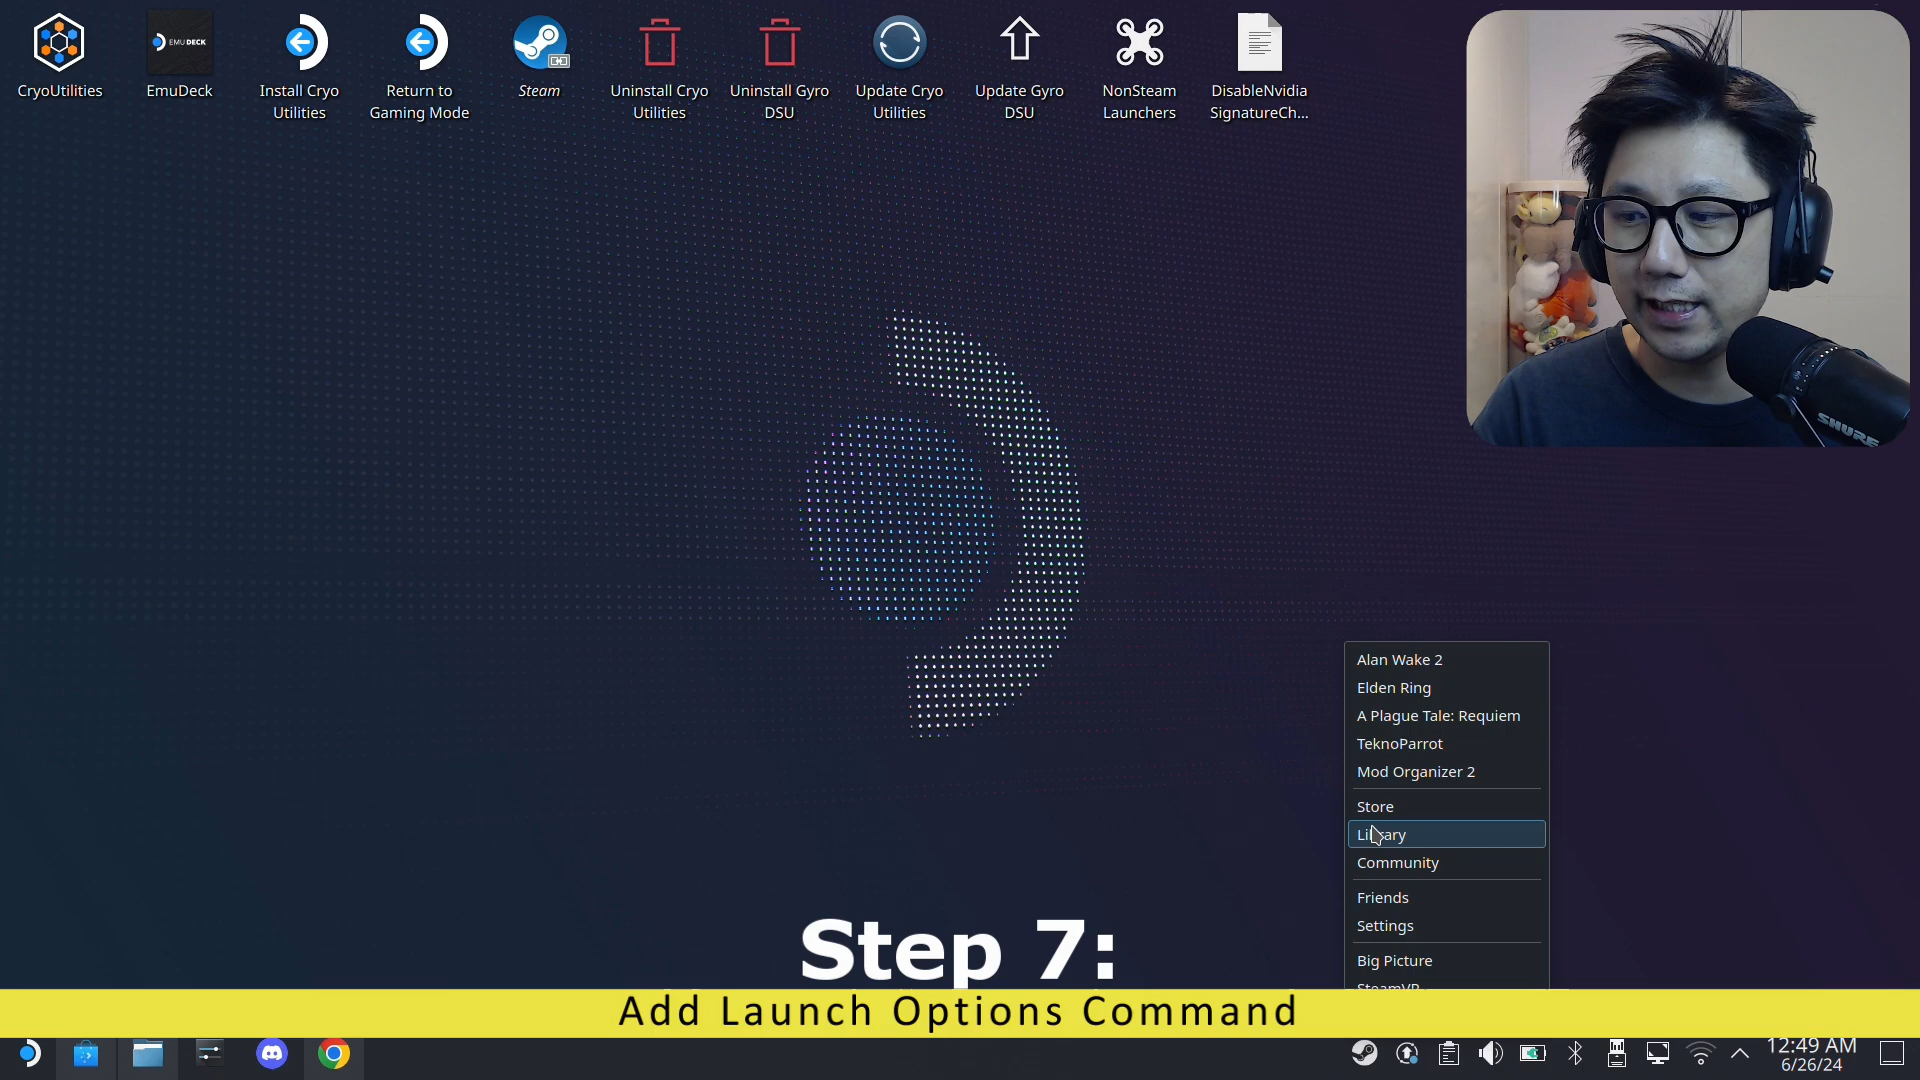 CryoUtilities
EMUDECK
EmuDeck
Install Cryo
Utilities
Return to
Gaming Mode
Steam
Uninstall Cryo
Utilities
Uninstall Gyro
DSU
Update Cryo
Utilities
Update Gyro
DSU
NonSteam
Launchers
DisableNvidia
SignatureCh...
SHURE
Alan Wake 2
Elden Ring
A Plague Tale: Requiem
TeknoParrot
Mod Organizer 2
Store
Library
Community
Friends
Settings
Big Picture
SteamVR
Step 7:
Add Launch Options Command
12:49 AM
6/26/24